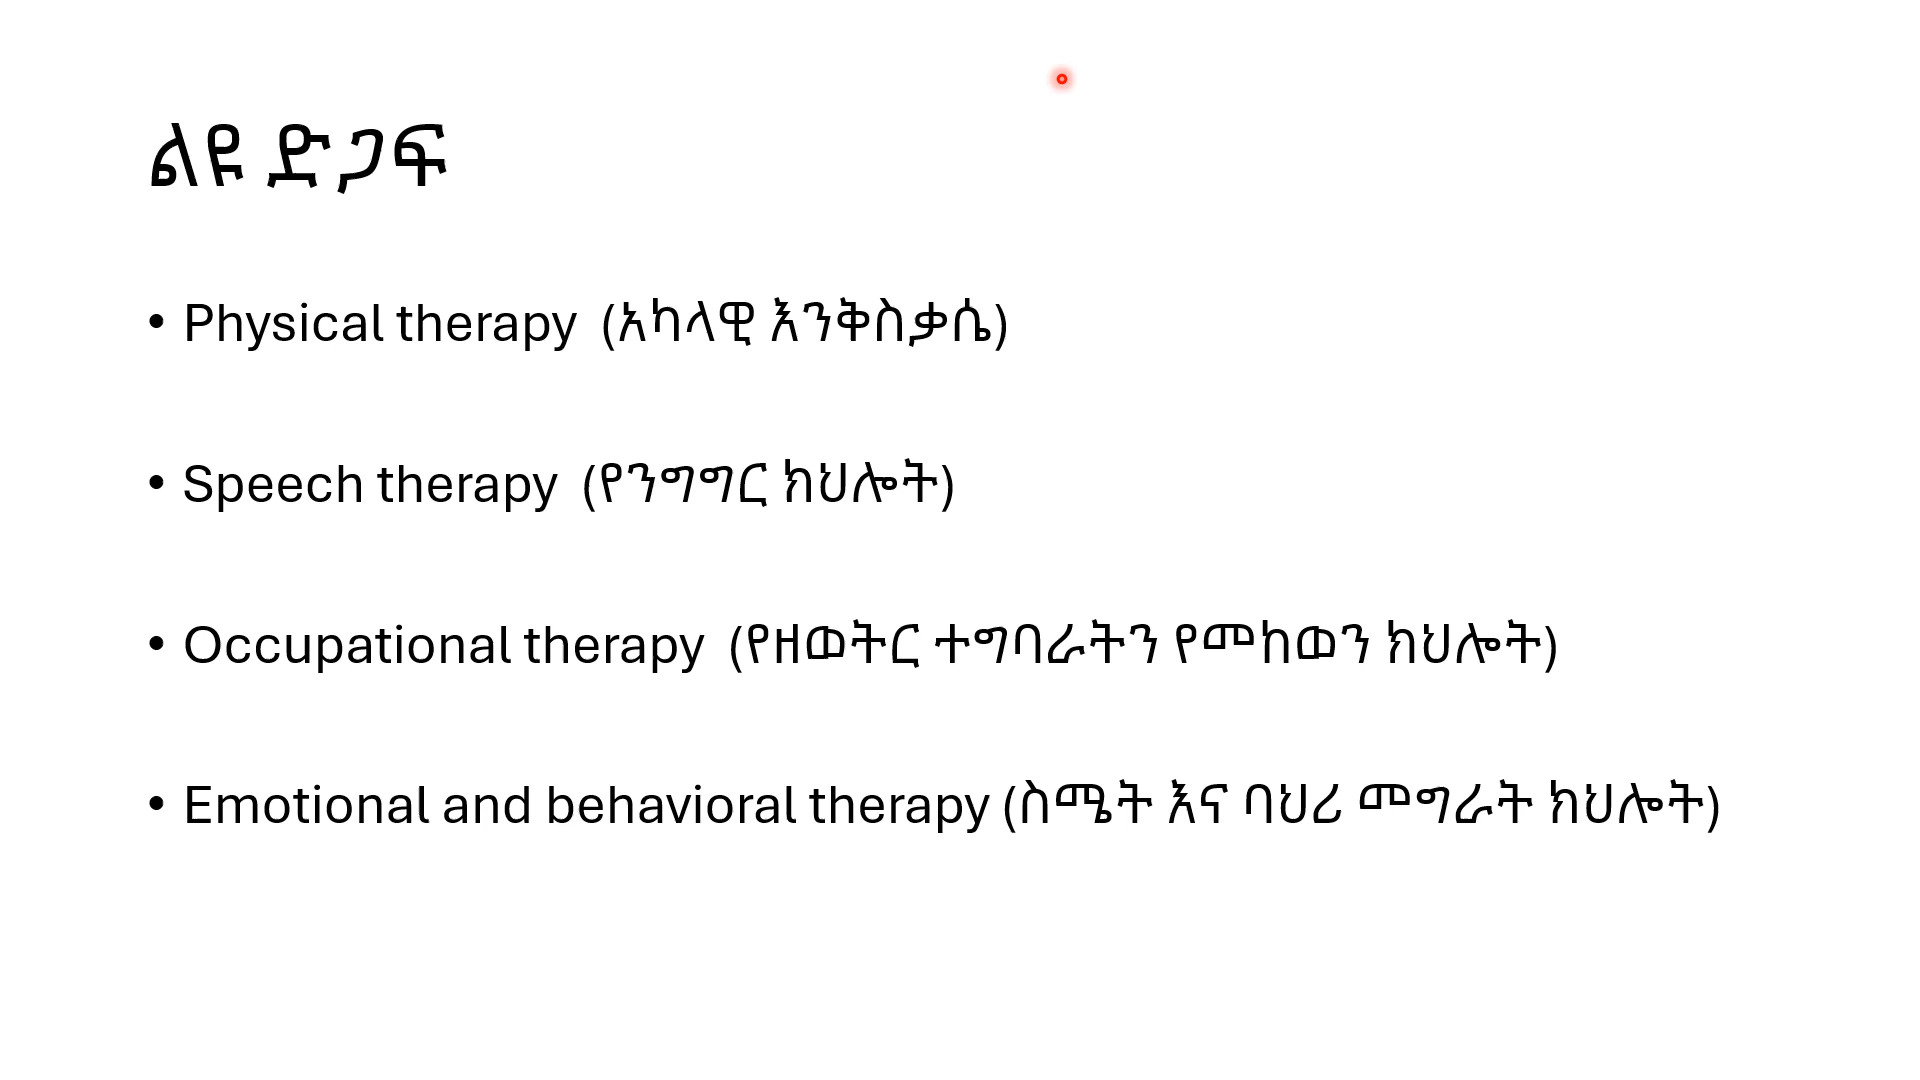 ልዩ ድጋፍ
• Physical therapy (አካላዊ እንቅስቃሴ)
• Speech therapy (የንግግር ክህሎት)
• Occupational therapy (የዘወትር ተግባራትን የመከወን ክህሎት)
• Emotional and behavioral therapy (ስሜት እና ባህሪ መግራት ክህሎት)